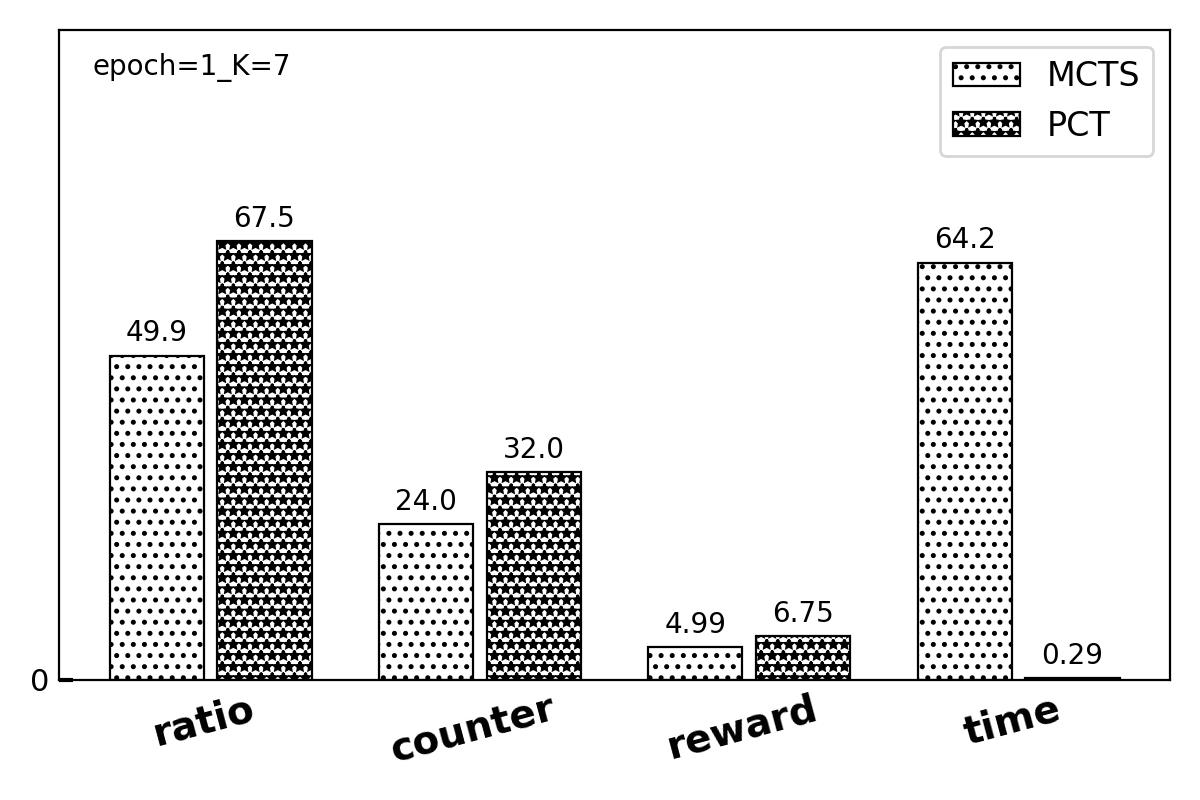 epoch=1_K=7
MCTS
PCT
67.5
64.2
49.9
32.0
24.0
4.99
6.75
0.29
0
ratio
counter
reward
time